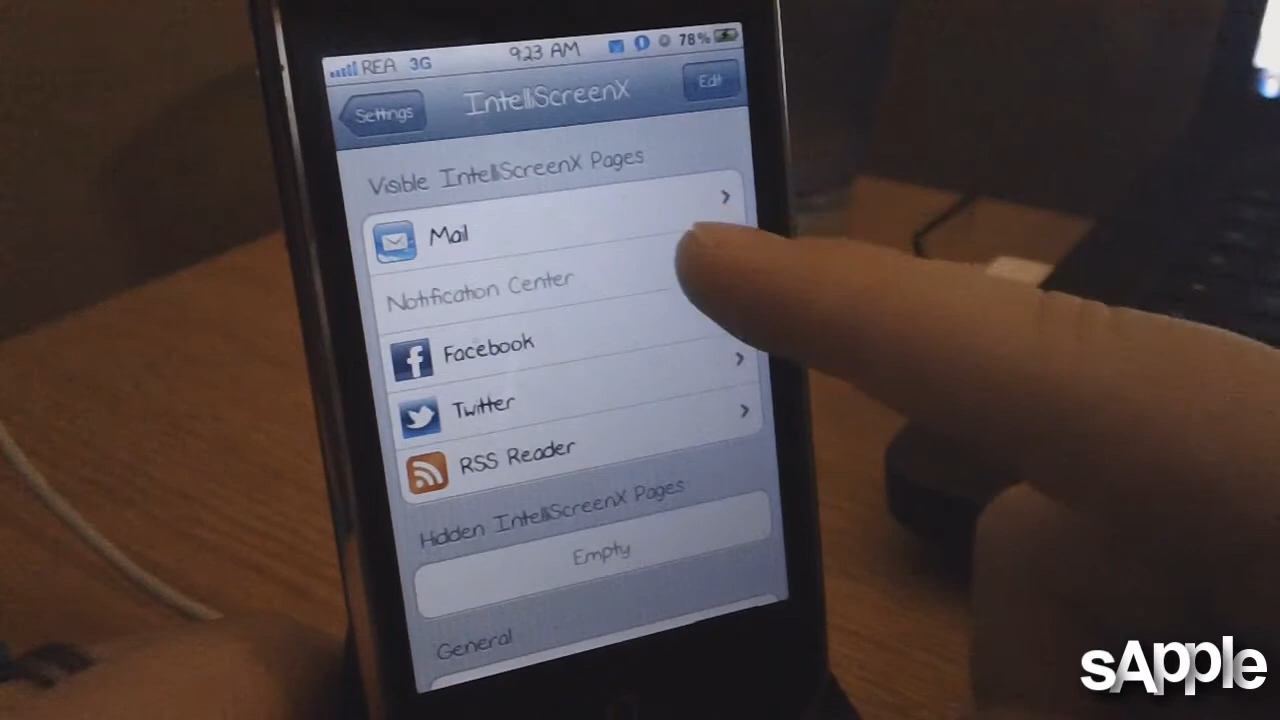 REA 3G 9:23 AM 78%
Settings IntelliScreenX Edit
Visible IntelliScreenX Pages
Mail
Notification Center
Facebook
Twitter
RSS Reader
Hidden IntelliScreenX Pages
Empty
General
sApple